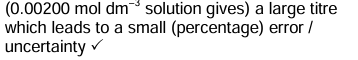 (0.00200 mol dm⁻³ solution gives) a large titre
which leads to a small (percentage) error /
uncertainty ✓